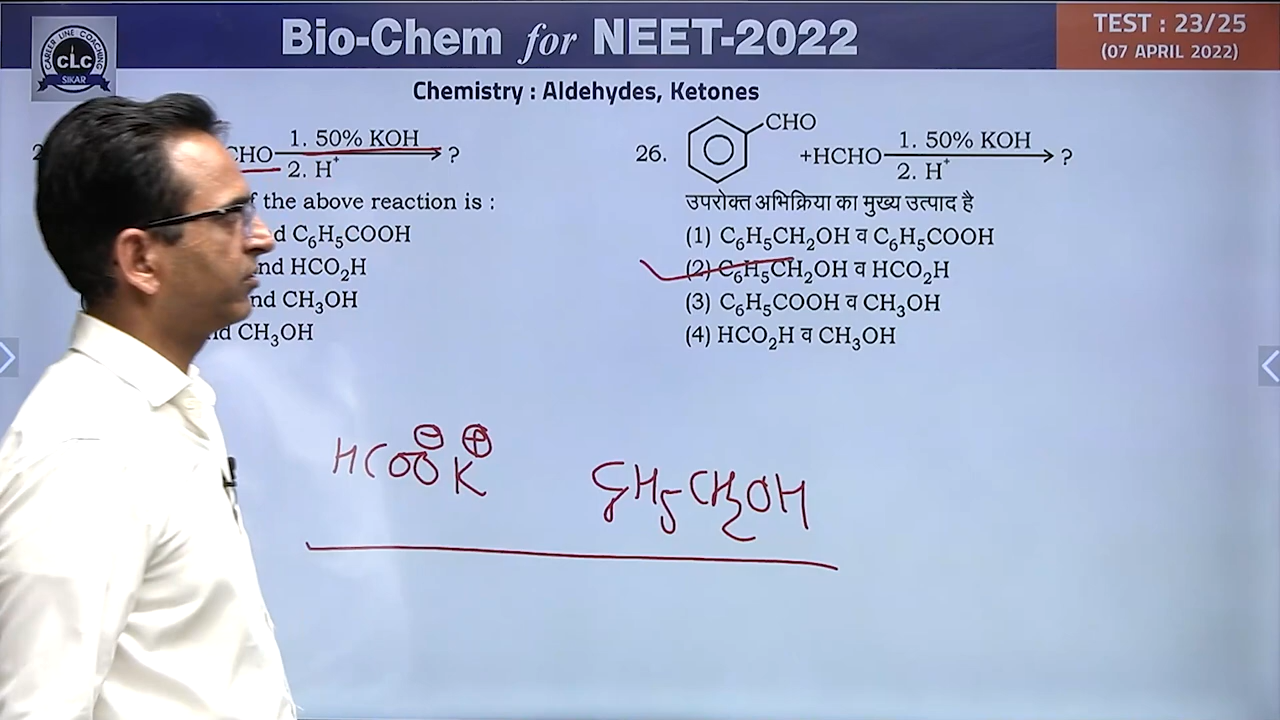 CAREER LINE COACHING
CLC
SIKAR
Bio-Chem for NEET-2022
TEST : 23/25
(07 APRIL 2022)
Chemistry : Aldehydes, Ketones
CHO 1. 50% KOH
2. H⁺ ?
the above reaction is :
C₆H₅COOH
HCO₂H
CH₃OH
CH₃OH
CHO
26. +HCHO 1. 50% KOH
2. H⁺ ?
उपरोक्त अभिक्रिया का मुख्य उत्पाद है
(1) C₆H₅CH₂OH व C₆H₅COOH
(2) C₆H₅CH₂OH व HCO₂H
(3) C₆H₅COOH व CH₃OH
(4) HCO₂H व CH₃OH
HCOO⊖ K⊕ C₆H₅CH₂OH